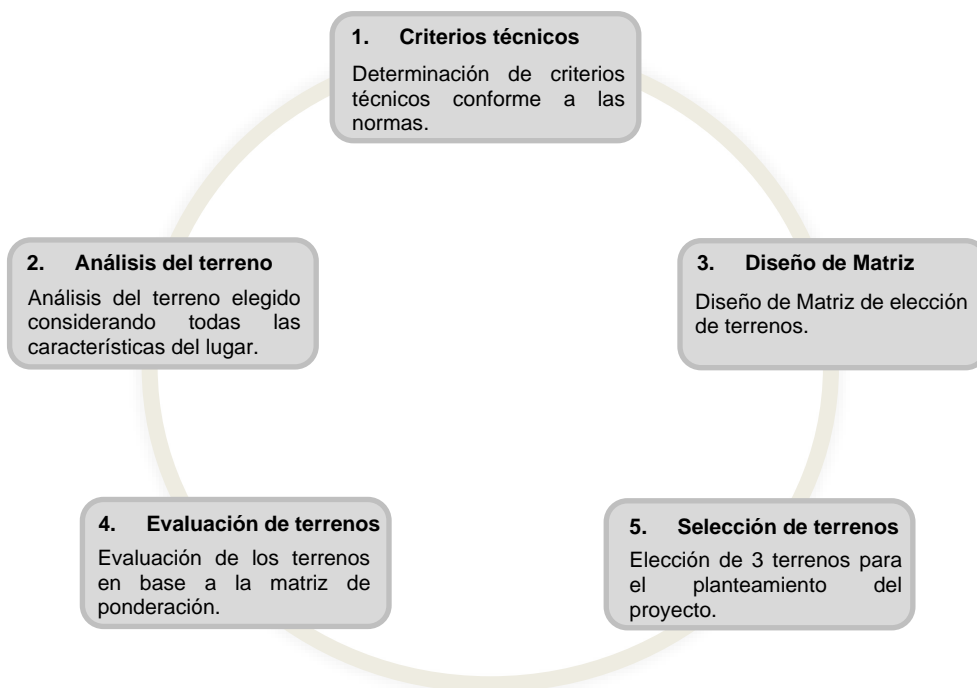 1. Criterios técnicos
Determinación de criterios
técnicos conforme a las
normas.
2. Análisis del terreno
Análisis del terreno elegido
considerando todas las
características del lugar.
3. Diseño de Matriz
Diseño de Matriz de elección
de terrenos.
4. Evaluación de terrenos
Evaluación de los terrenos
en base a la matriz de
ponderación.
5. Selección de terrenos
Elección de 3 terrenos para
el planteamiento del
proyecto.